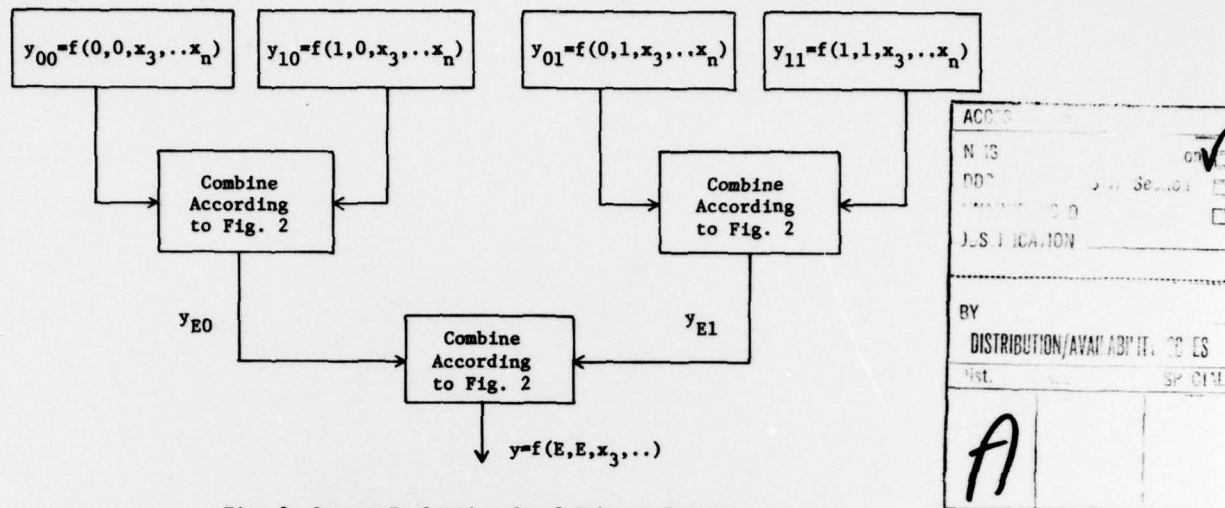 y00=f(0,0,x3,..xn)
y10=f(1,0,x3,..xn)
y01=f(0,1,x3,..xn)
y11=f(1,1,x3,..xn)
Combine
According
to Fig. 2
Combine
According
to Fig. 2
yE0
yE1
Combine
According
to Fig. 2
y=f(E,E,x3,..)
BY
A